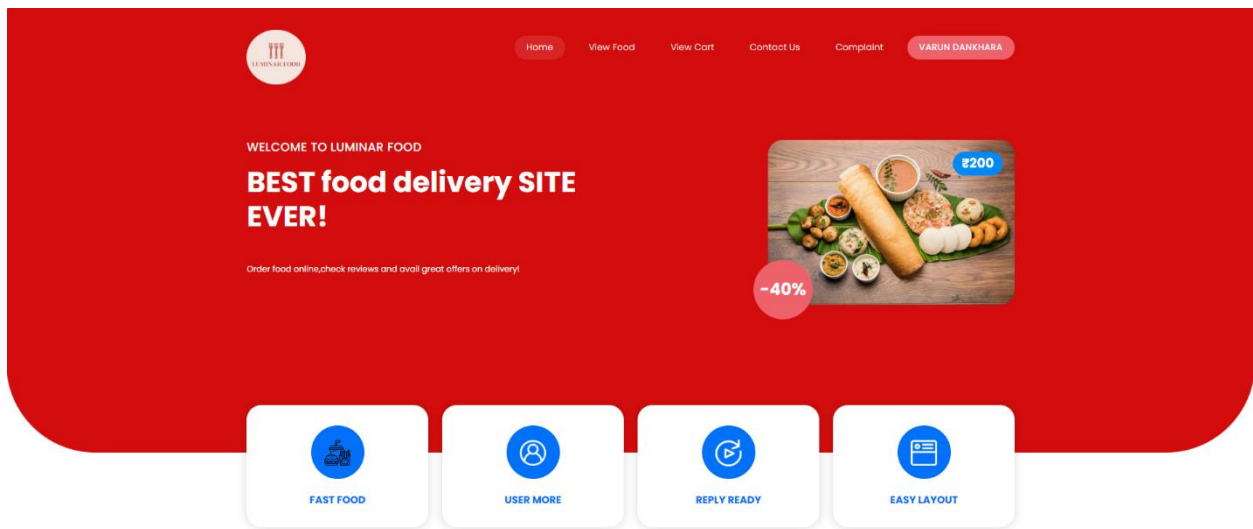 LUMINAR FOOD
Home
View Food
View Cart
Contact Us
Complaint
VARUN DANKHARA
WELCOME TO LUMINAR FOOD
BEST food delivery SITE
EVER!
Order food online,check reviews and avail great offers on delivery!
₹200
-40%
FAST FOOD
USER MORE
REPLY READY
EASY LAYOUT